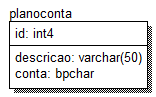 planoconta
id: int4
descricao: varchar(50)
conta: bpchar